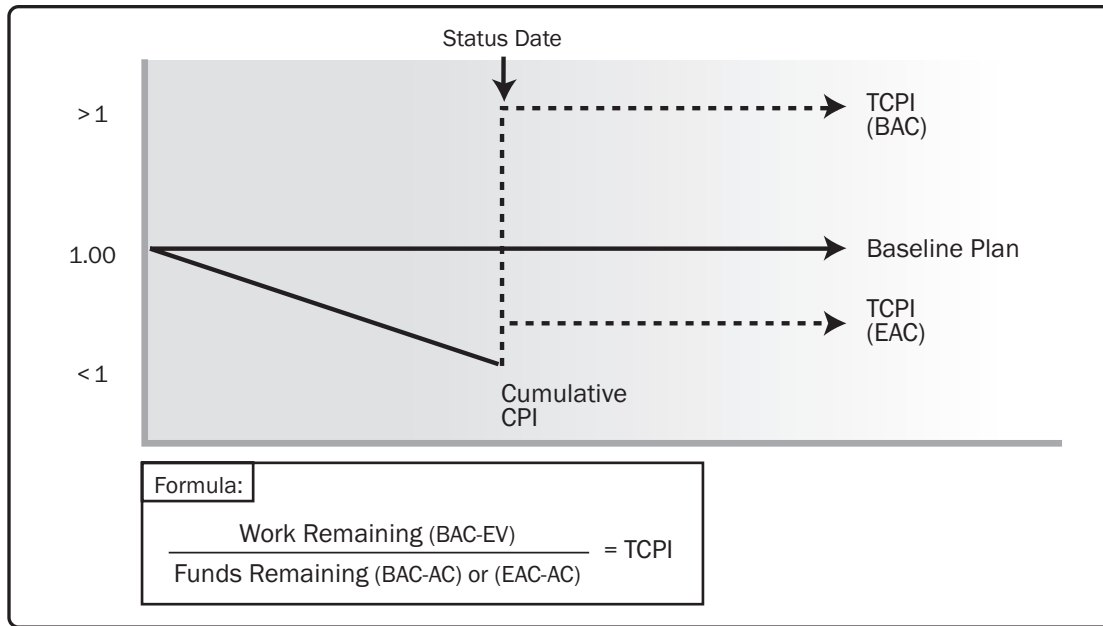 Status Date
> 1
TCPI
(BAC)
1.00
Baseline Plan
TCPI
(EAC)
< 1
Cumulative
CPI
Formula:
Work Remaining (BAC-EV)
= TCPI
Funds Remaining (BAC-AC) or (EAC-AC)